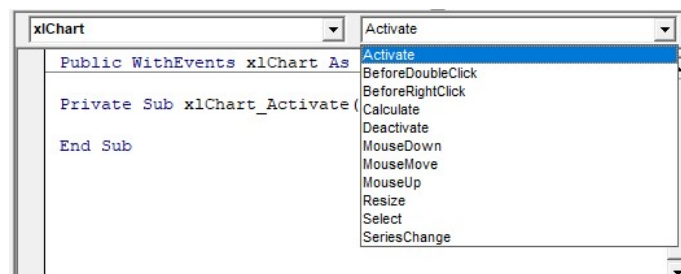 xlChart
Activate
Public WithEvents xlChart As
Private Sub xlChart_Activate(
End Sub
Activate
BeforeDoubleClick
BeforeRightClick
Calculate
Deactivate
MouseDown
MouseMove
MouseUp
Resize
Select
SeriesChange